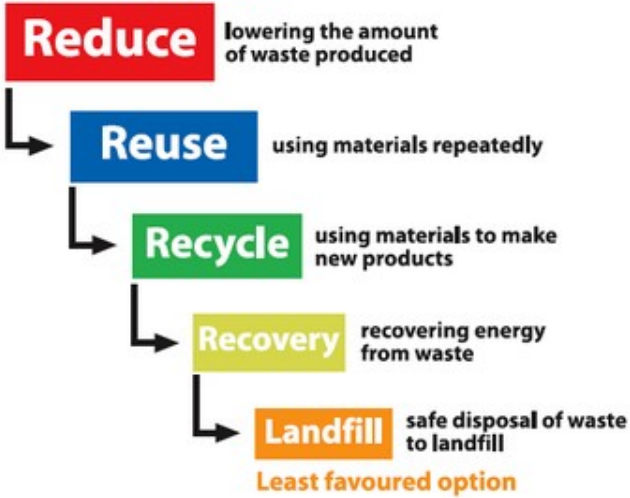 Reduce
lowering the amount
of waste produced
Reuse
using materials repeatedly
Recycle
using materials to make
new products
Recovery
recovering energy
from waste
Landfill
safe disposal of waste
to landfill
Least favoured option